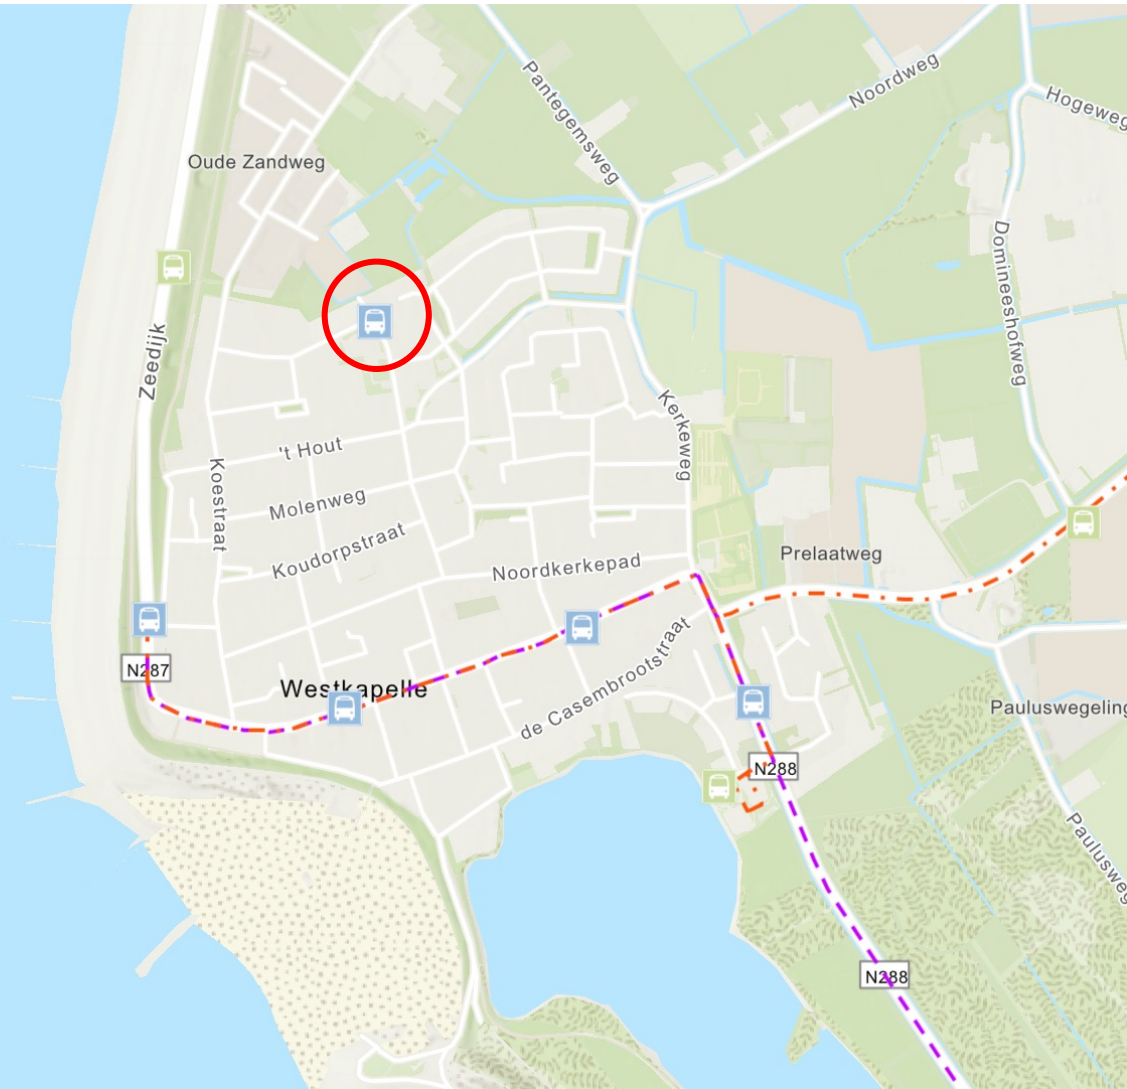 Pantegemsweg
Noordweg
Hogeweg
Oude Zandweg
Domineeshofweg
Zeedijk
Kerkeweg
't Hout
Koestraat
Molenweg
Koudorpstraat
Noordkerkepad
Prelaatweg
N287
Westkapelle
de Casembrootstraat
Pauluswegeling
N288
Paulusweg
N288